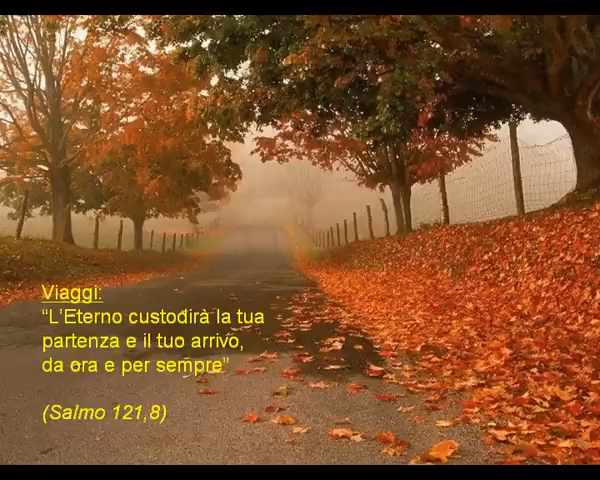 Viaggi:
“L’Eterno custodirà la tua
partenza e il tuo arrivo,
da ora e per sempre”
(Salmo 121,8)